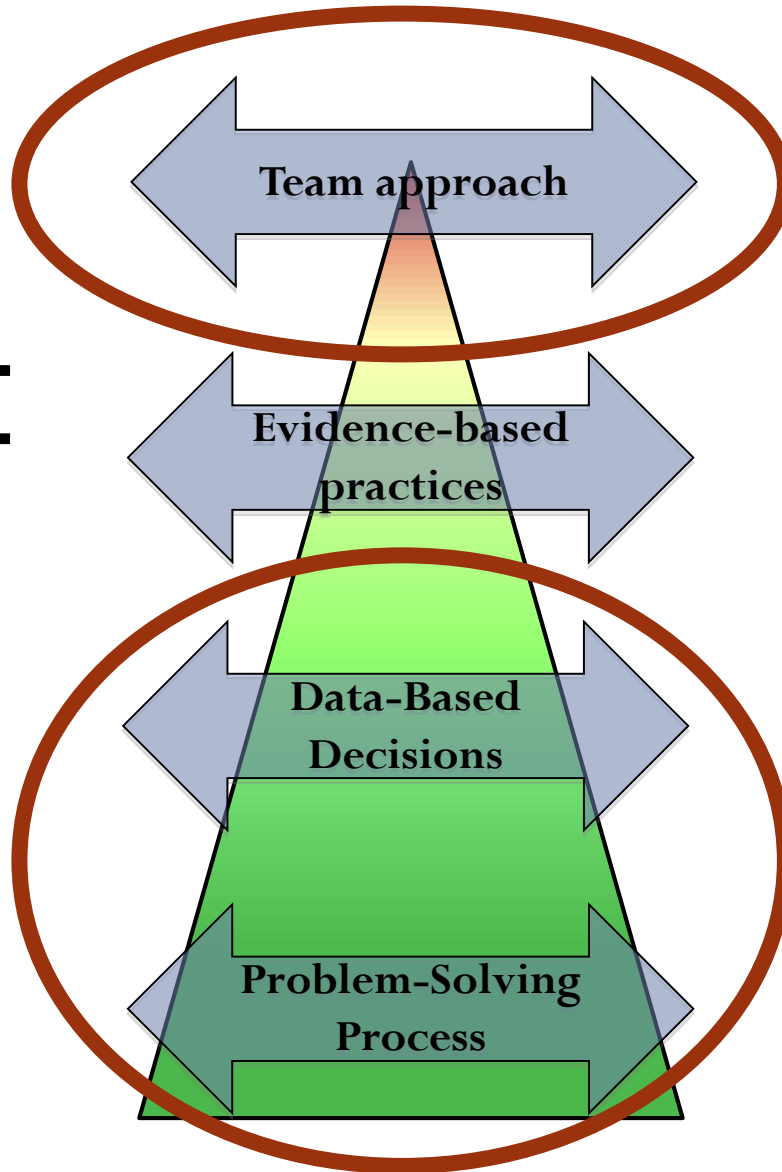 Team approach
Evidence-based
practices
Data-Based
Decisions
Problem-Solving
Process